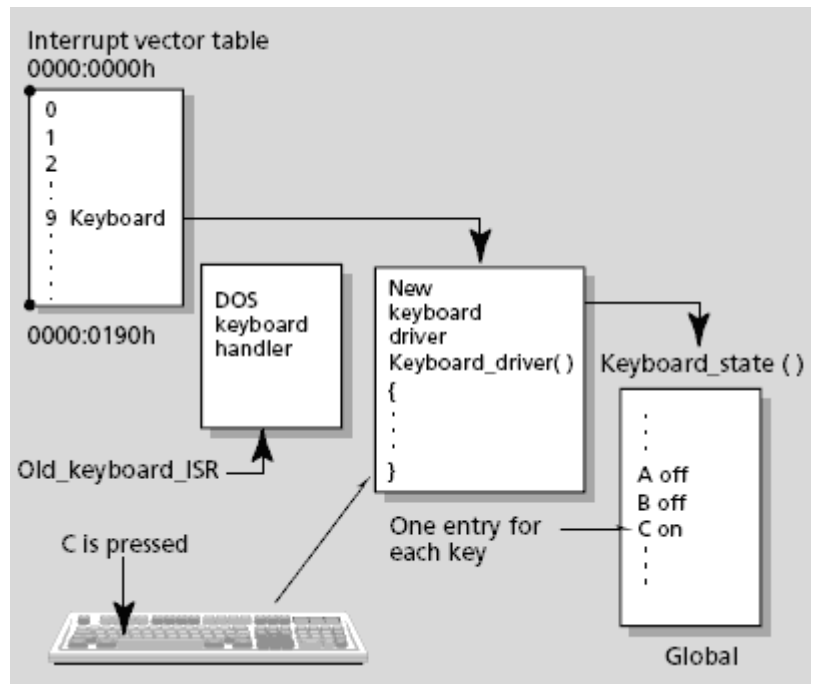 Interrupt vector table
0000:0000h
0
1
2
9 Keyboard
0000:0190h
DOS
keyboard
handler
Old_keyboard_ISR
New
keyboard
driver
Keyboard_driver( )
{
}
Keyboard_state ( )
A off
B off
C on
One entry for
each key
Global
C is pressed